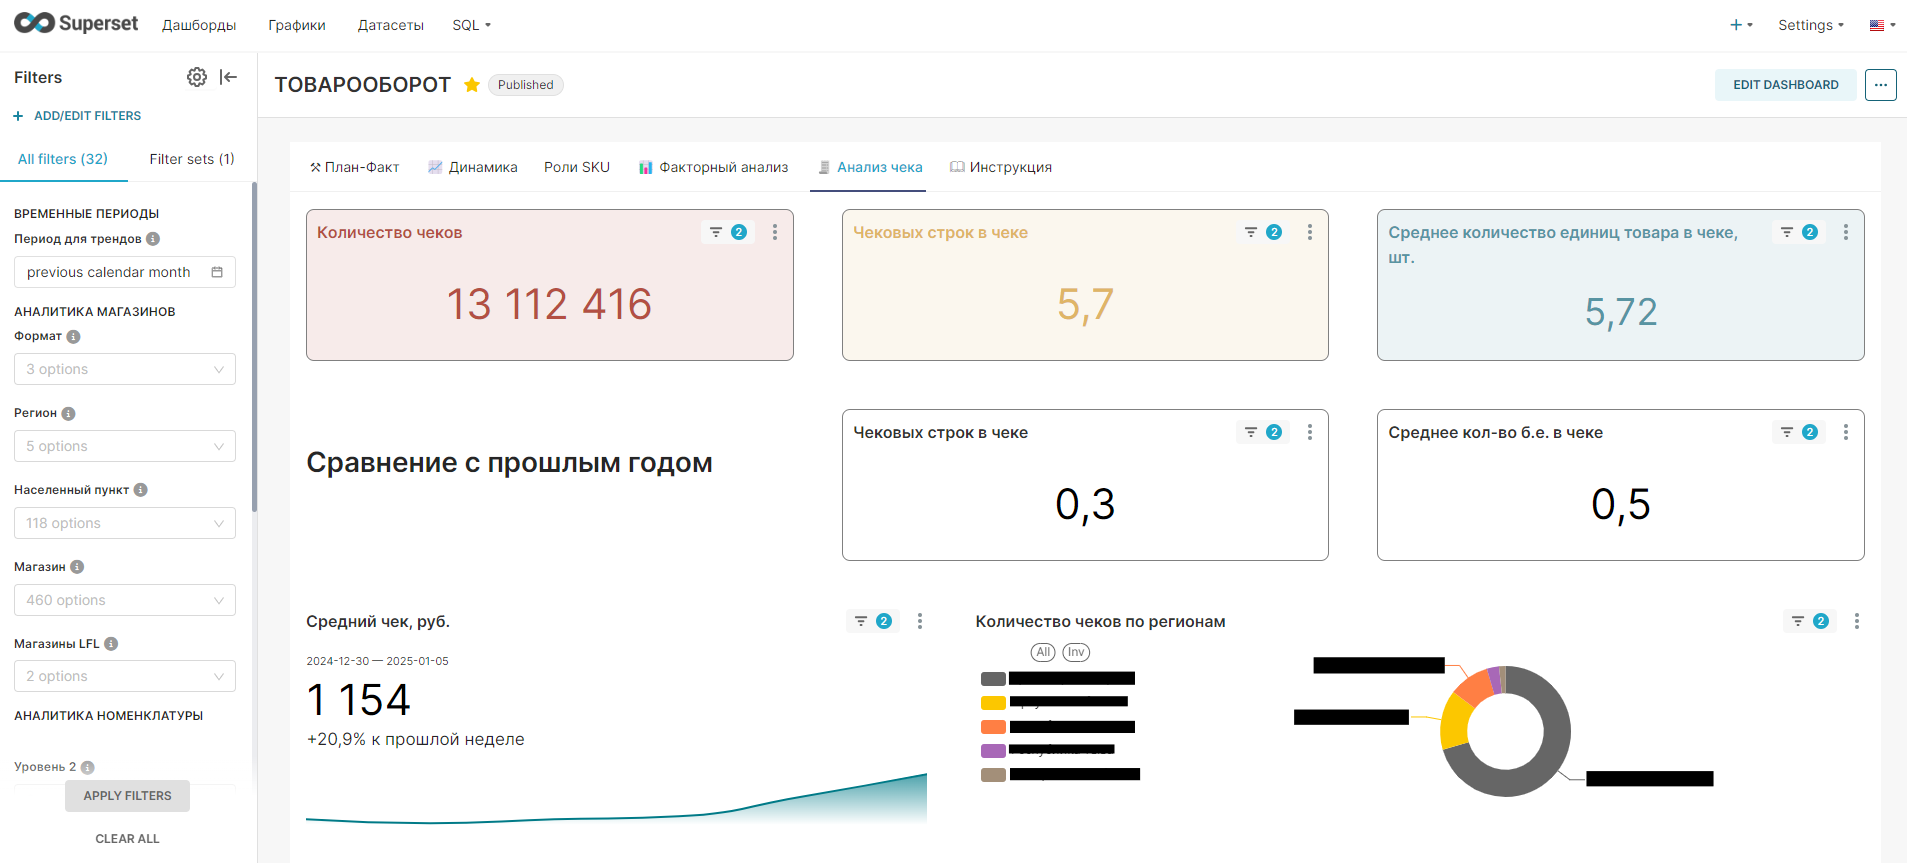 Superset
Дашборды
Графики
Датасеты
SQL
Settings
Filters
ADD/EDIT FILTERS
All filters (32)
Filter sets (1)
ВРЕМЕННЫЕ ПЕРИОДЫ
Период для трендов
previous calendar month
АНАЛИТИКА МАГАЗИНОВ
Формат
3 options
Регион
5 options
Населенный пункт
118 options
Магазин
460 options
Магазины LFL
2 options
АНАЛИТИКА НОМЕНКЛАТУРЫ
Уровень 2
APPLY FILTERS
CLEAR ALL
ТОВАРООБОРОТ
Published
EDIT DASHBOARD
План-Факт
Динамика
Роли SKU
Факторный анализ
Анализ чека
Инструкция
Количество чеков
2
13 112 416
Чековых строк в чеке
2
5,7
Среднее количество единиц товара в чеке,
шт.
2
5,72
Сравнение с прошлым годом
Чековых строк в чеке
2
0,3
Среднее кол-во б.е. в чеке
2
0,5
Средний чек, руб.
2
2024-12-30 — 2025-01-05
1 154
+20,9% к прошлой неделе
Количество чеков по регионам
2
All
Inv